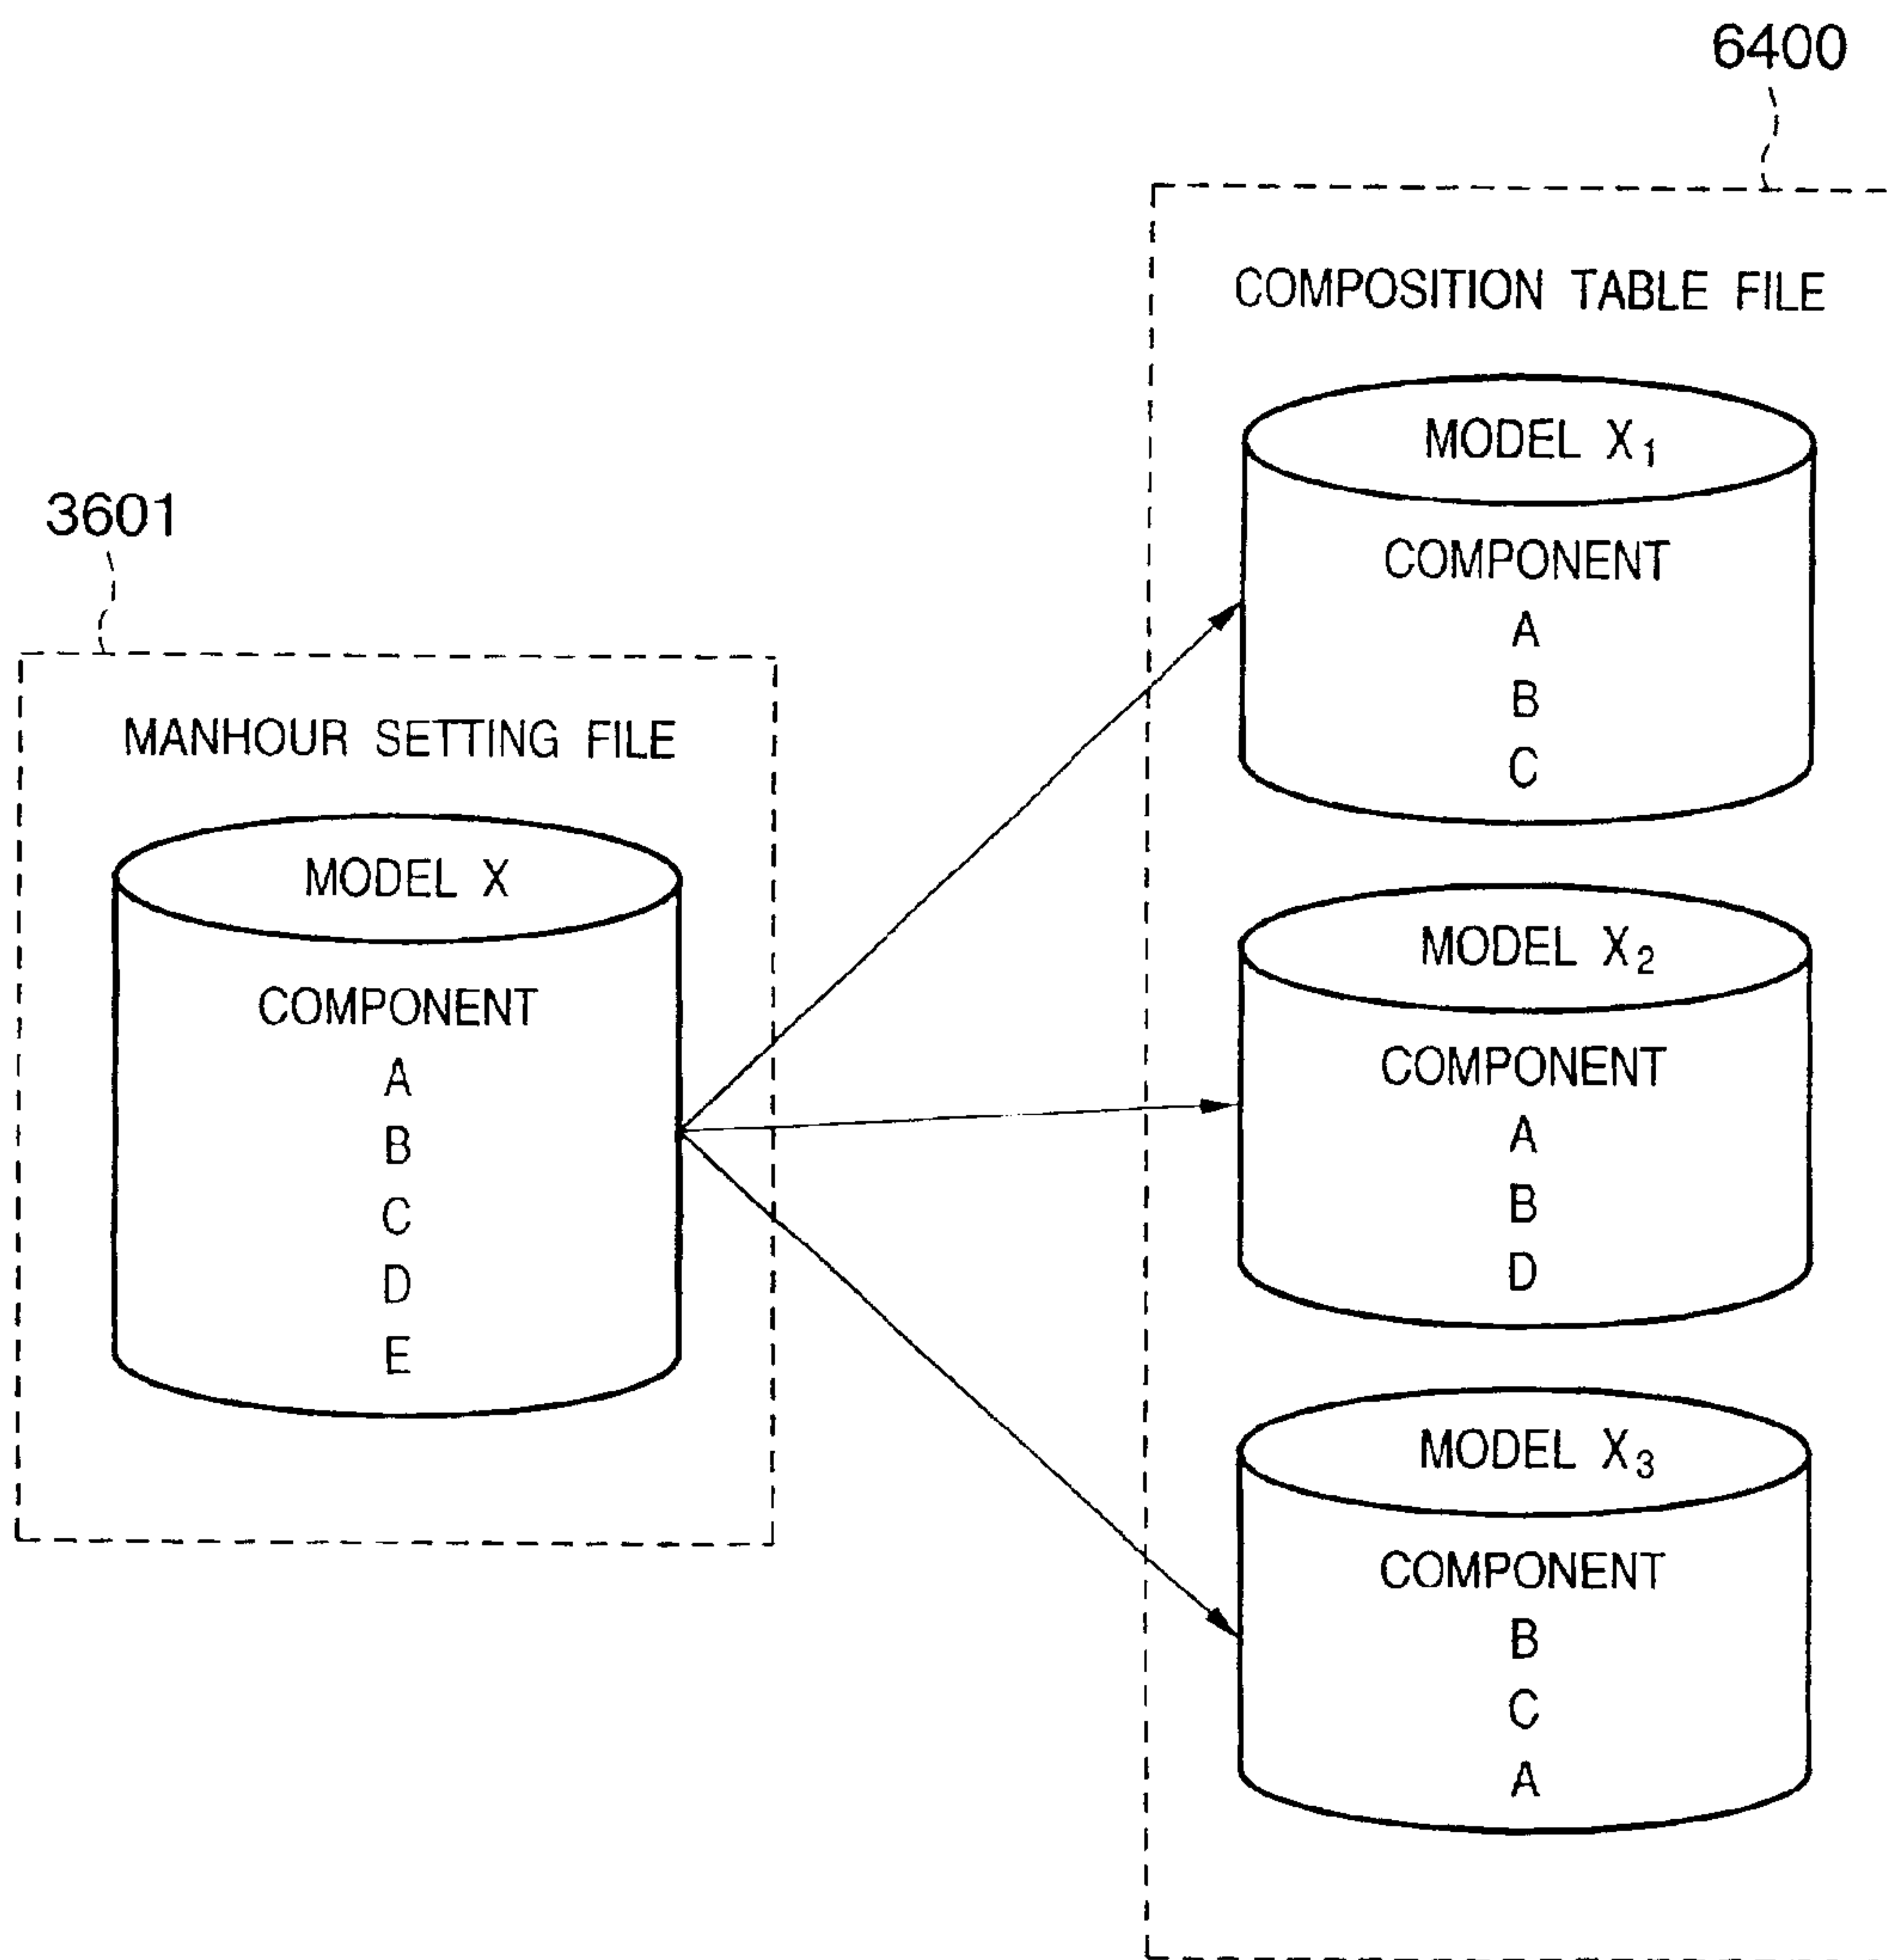 6400
COMPOSITION TABLE FILE
MODEL X₁
COMPONENT
A
B
C
3601
MANHOUR SETTING FILE
MODEL X
COMPONENT
A
B
C
D
E
MODEL X₂
COMPONENT
A
B
D
MODEL X₃
COMPONENT
B
C
A